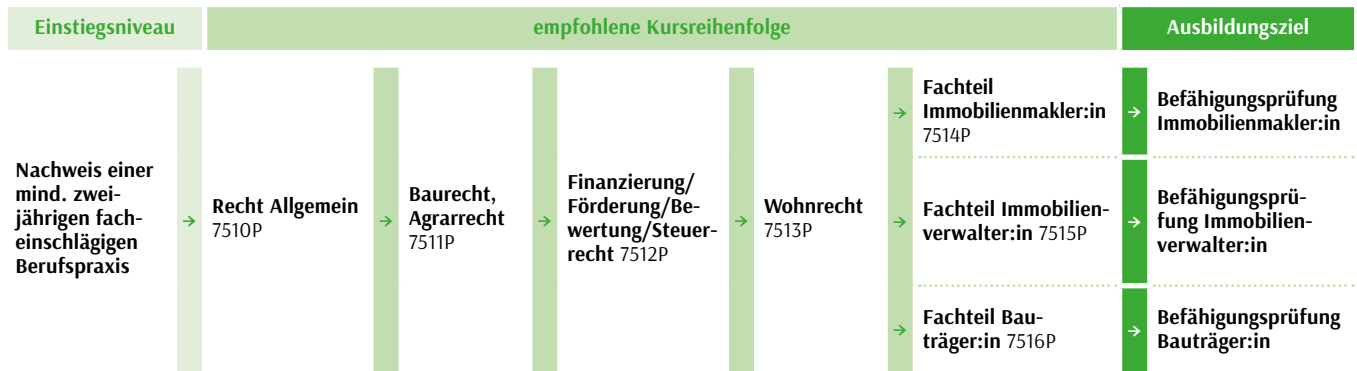 Einstiegsniveau
empfohlene Kursreihenfolge
Ausbildungsziel
Nachweis einer
mind. zwei-
jährigen fach-
einschlägigen
Berufspraxis
→
Recht Allgemein
7510P
→
Baurecht,
Agrarrecht
7511P
→
Finanzierung/
Förderung/Be-
wertung/Steuer-
recht 7512P
→
Wohnrecht
7513P
→
Fachteil
Immobilienmakler:in
7514P
→
Befähigungsprüfung
Immobilienmakler:in
→
Fachteil Immobilien-
verwalter:in 7515P
→
Befähigungsprü-
fung Immobilien-
verwalter:in
→
Fachteil Bau-
träger:in 7516P
→
Befähigungsprüfung
Bauträger:in